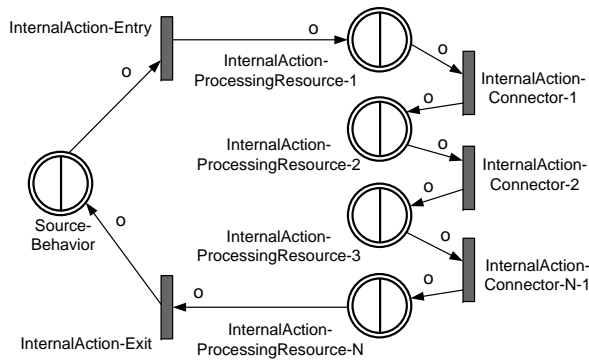 InternalAction-Entry
o
o
InternalAction-
ProcessingResource-1
o
InternalAction-
Connector-1
o
InternalAction-
ProcessingResource-2
o
InternalAction-
Connector-2
o
Source-
Behavior
InternalAction-
ProcessingResource-3
o
InternalAction-
Connector-N-1
o
o
o
InternalAction-Exit
InternalAction-
ProcessingResource-N